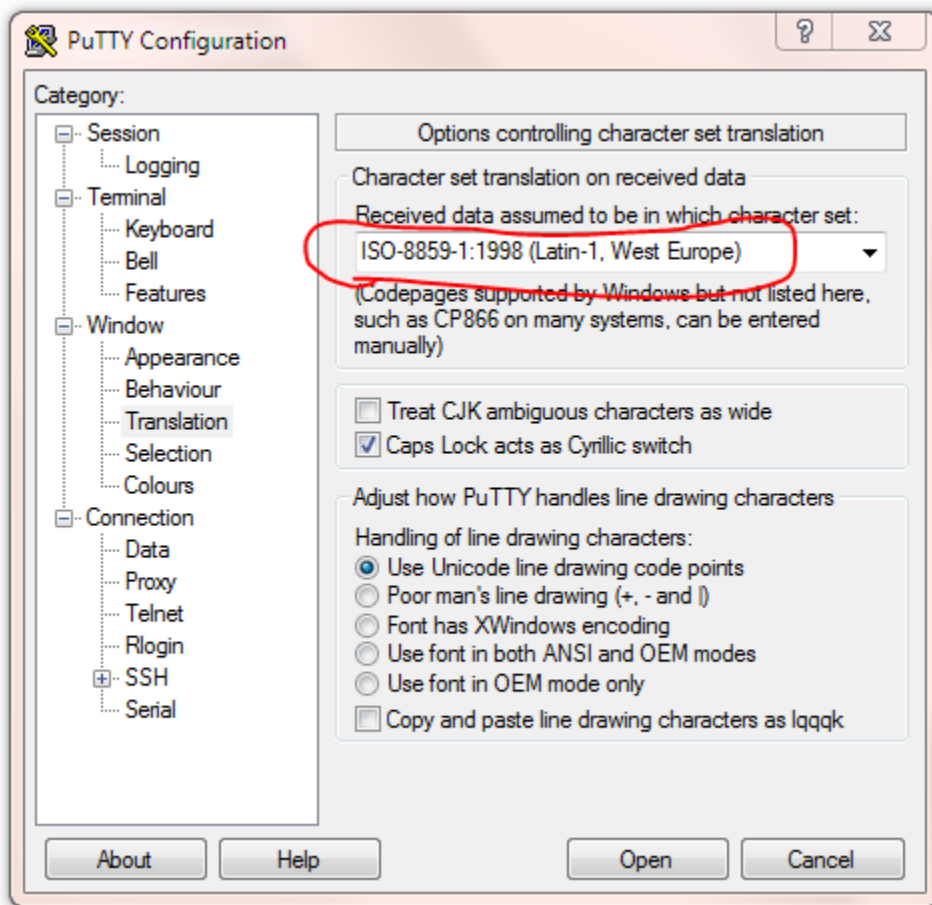 PuTTY Configuration
Category:
Session
Logging
Terminal
Keyboard
Bell
Features
Window
Appearance
Behaviour
Translation
Selection
Colours
Connection
Data
Proxy
Telnet
Rlogin
SSH
Serial
Options controlling character set translation
Character set translation on received data
Received data assumed to be in which character set:
ISO-8859-1:1998 (Latin-1, West Europe)
(Codepages supported by Windows but not listed here,
such as CP866 on many systems, can be entered
manually)
Treat CJK ambiguous characters as wide
Caps Lock acts as Cyrillic switch
Adjust how PuTTY handles line drawing characters
Handling of line drawing characters:
Use Unicode line drawing code points
Poor man's line drawing (+, - and |)
Font has XWindows encoding
Use font in both ANSI and OEM modes
Use font in OEM mode only
Copy and paste line drawing characters as lqqqk
About
Help
Open
Cancel